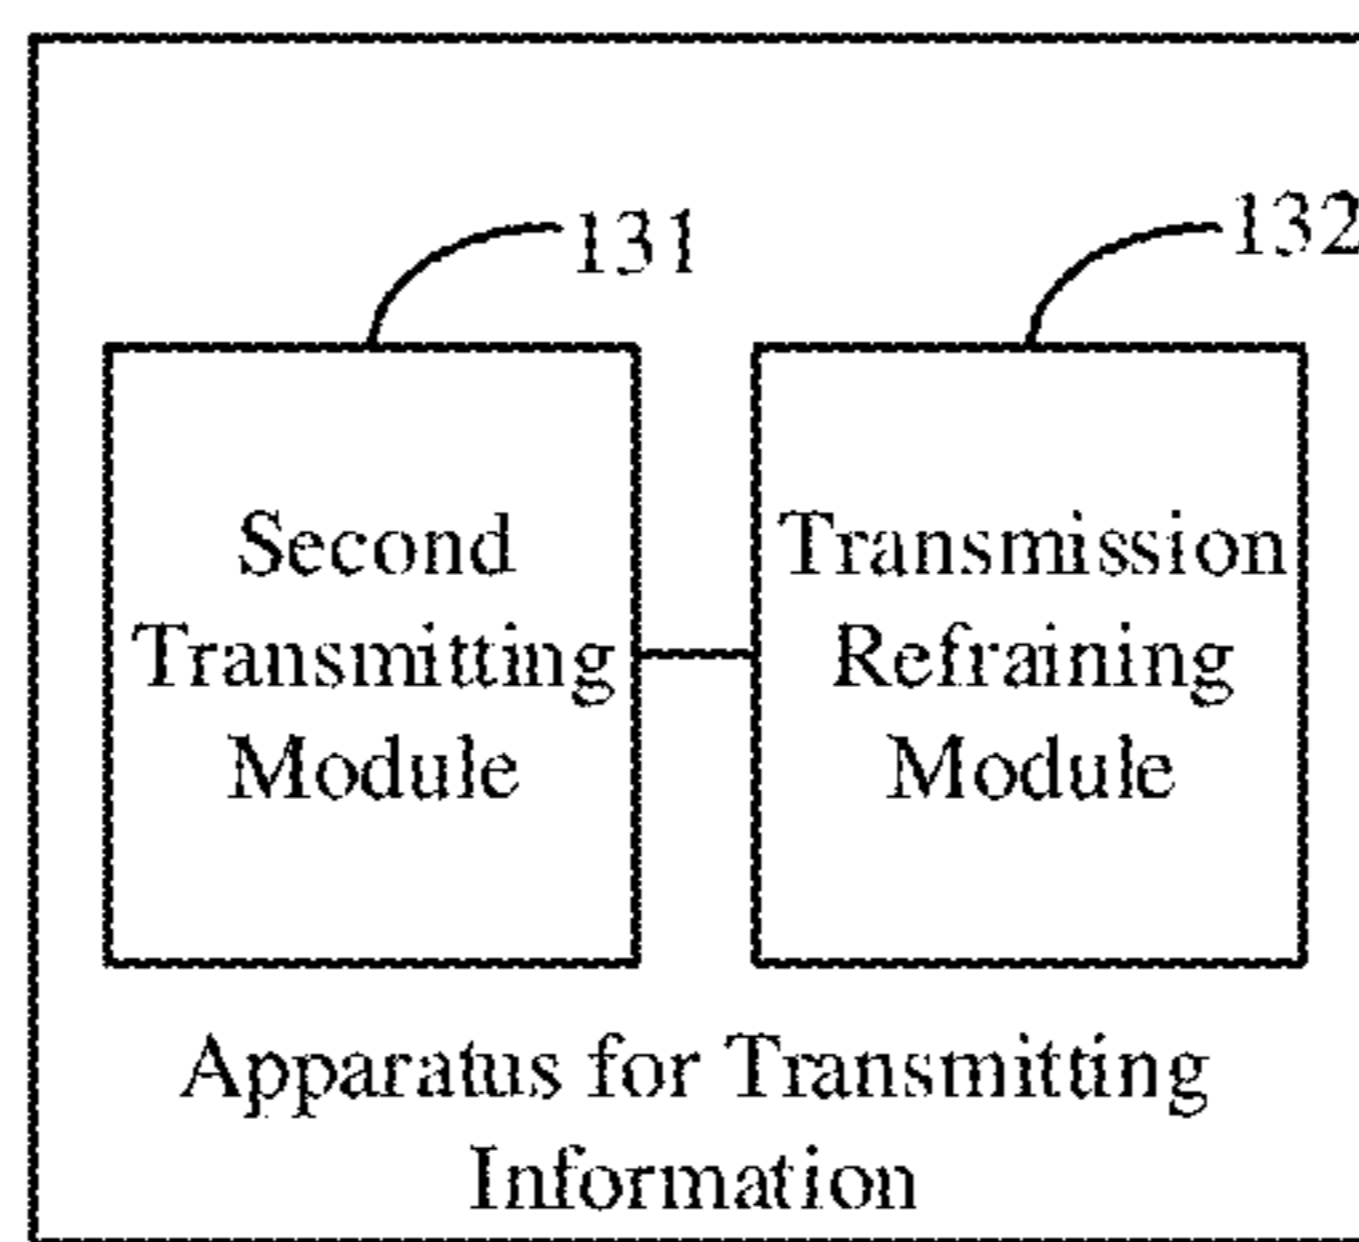 131
132
Second
Transmitting
Module
Transmission
Refraining
Module
Apparatus for Transmitting
Information